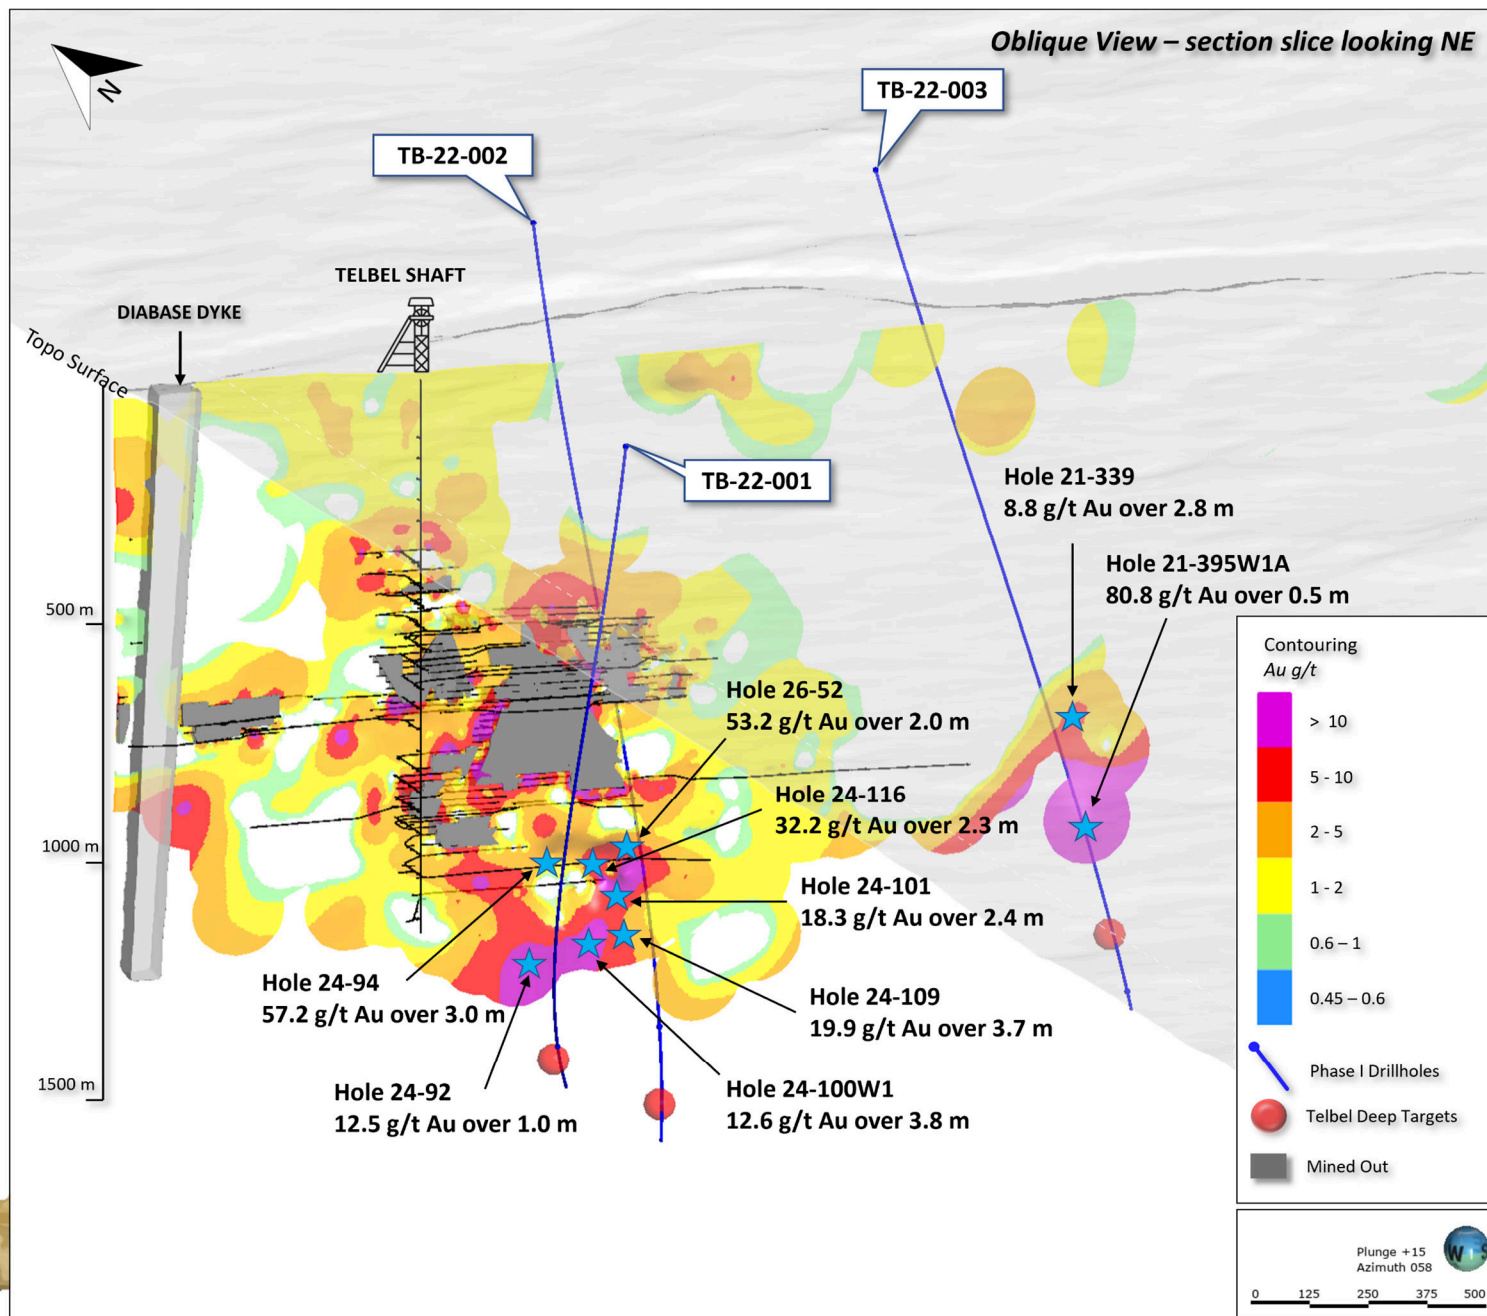 Oblique View – section slice looking NE
N
TB-22-003
TB-22-002
TELBEL SHAFT
DIABASE DYKE
Topo Surface
TB-22-001
Hole 21-339
8.8 g/t Au over 2.8 m
Hole 21-395W1A
80.8 g/t Au over 0.5 m
500 m
Hole 26-52
53.2 g/t Au over 2.0 m
Hole 24-116
32.2 g/t Au over 2.3 m
1000 m
Hole 24-101
18.3 g/t Au over 2.4 m
Hole 24-94
57.2 g/t Au over 3.0 m
Hole 24-109
19.9 g/t Au over 3.7 m
1500 m
Hole 24-92
12.5 g/t Au over 1.0 m
Hole 24-100W1
12.6 g/t Au over 3.8 m
Contouring
Au g/t
> 10
5 - 10
2 - 5
1 - 2
0.6 – 1
0.45 – 0.6
Phase I Drillholes
Telbel Deep Targets
Mined Out
Plunge +15
Azimuth 058
W S
0 125 250 375 500